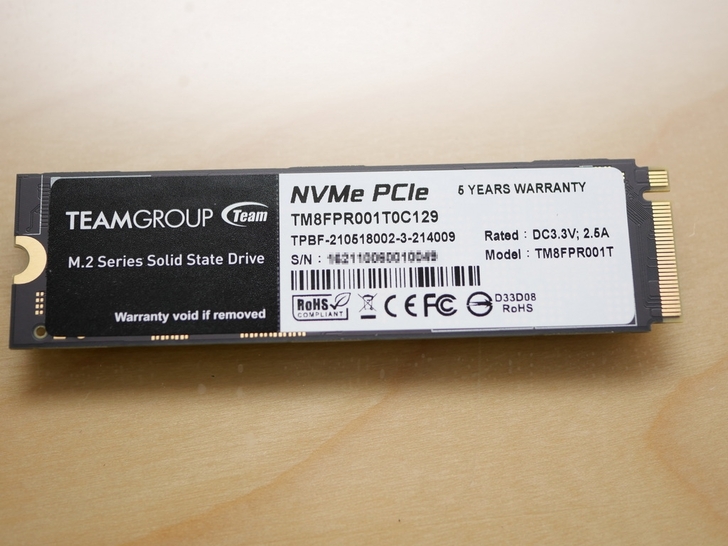 TEAMGROUP Team
M.2 Series Solid State Drive
Warranty void if removed
NVMe PCIe 5 YEARS WARRANTY
TM8FPR001T0C129
TPBF-210518002-3-214009
S/N :
Rated : DC3.3V; 2.5A
Model : TM8FPR001T
RoHS
COMPLIANT
CE FC
D33D08
RoHS